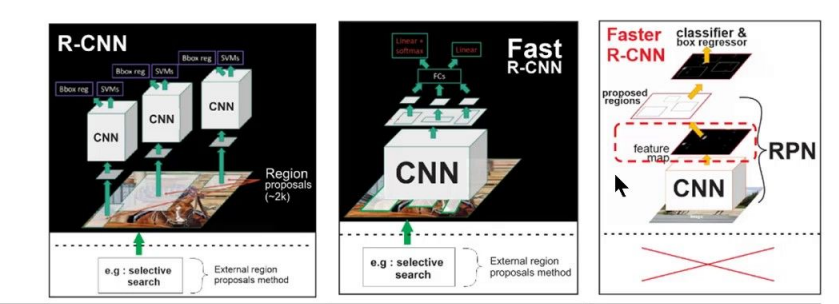 R-CNN
Bbox reg SVMs
Bbox reg SVMs
Bbox reg SVMs
CNN
CNN
CNN
Region
proposals
(~2k)
e.g : selective
search
External region
proposals method
Fast
R-CNN
Linear +
softmax
Linear
FCs
CNN
e.g : selective
search
External region
proposals method
Faster
R-CNN
classifier &
box regressor
proposed
regions
feature
map
RPN
CNN